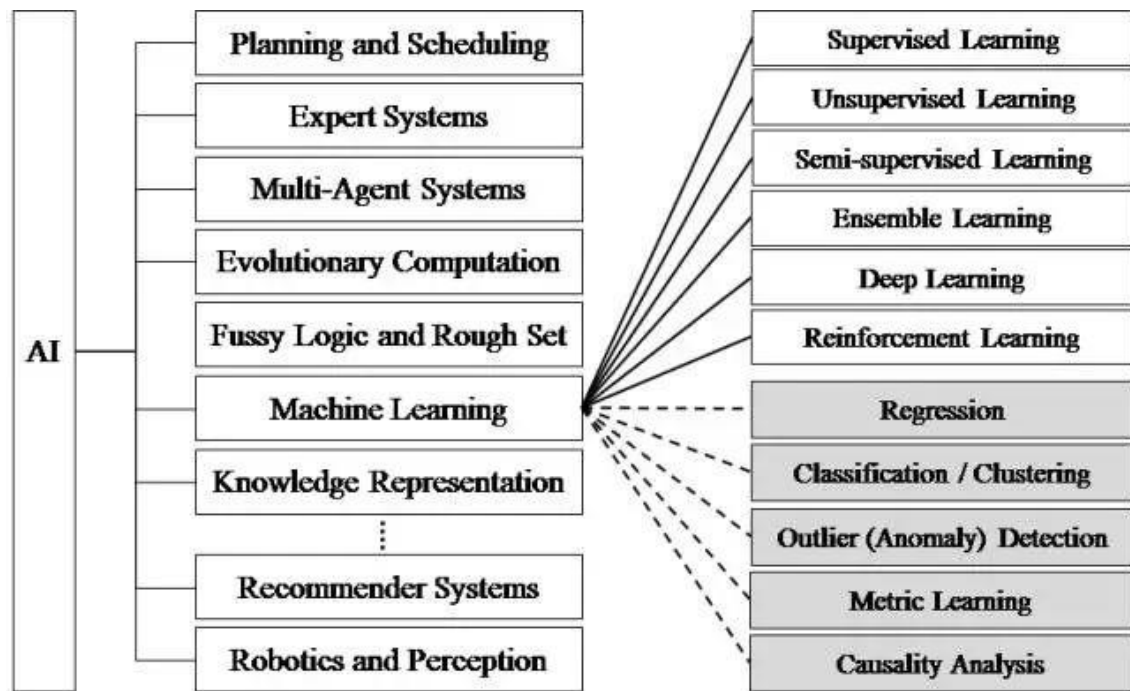 AI
Planning and Scheduling
Expert Systems
Multi-Agent Systems
Evolutionary Computation
Fussy Logic and Rough Set
Machine Learning
Knowledge Representation
Recommender Systems
Robotics and Perception
Supervised Learning
Unsupervised Learning
Semi-supervised Learning
Ensemble Learning
Deep Learning
Reinforcement Learning
Regression
Classification / Clustering
Outlier (Anomaly) Detection
Metric Learning
Causality Analysis